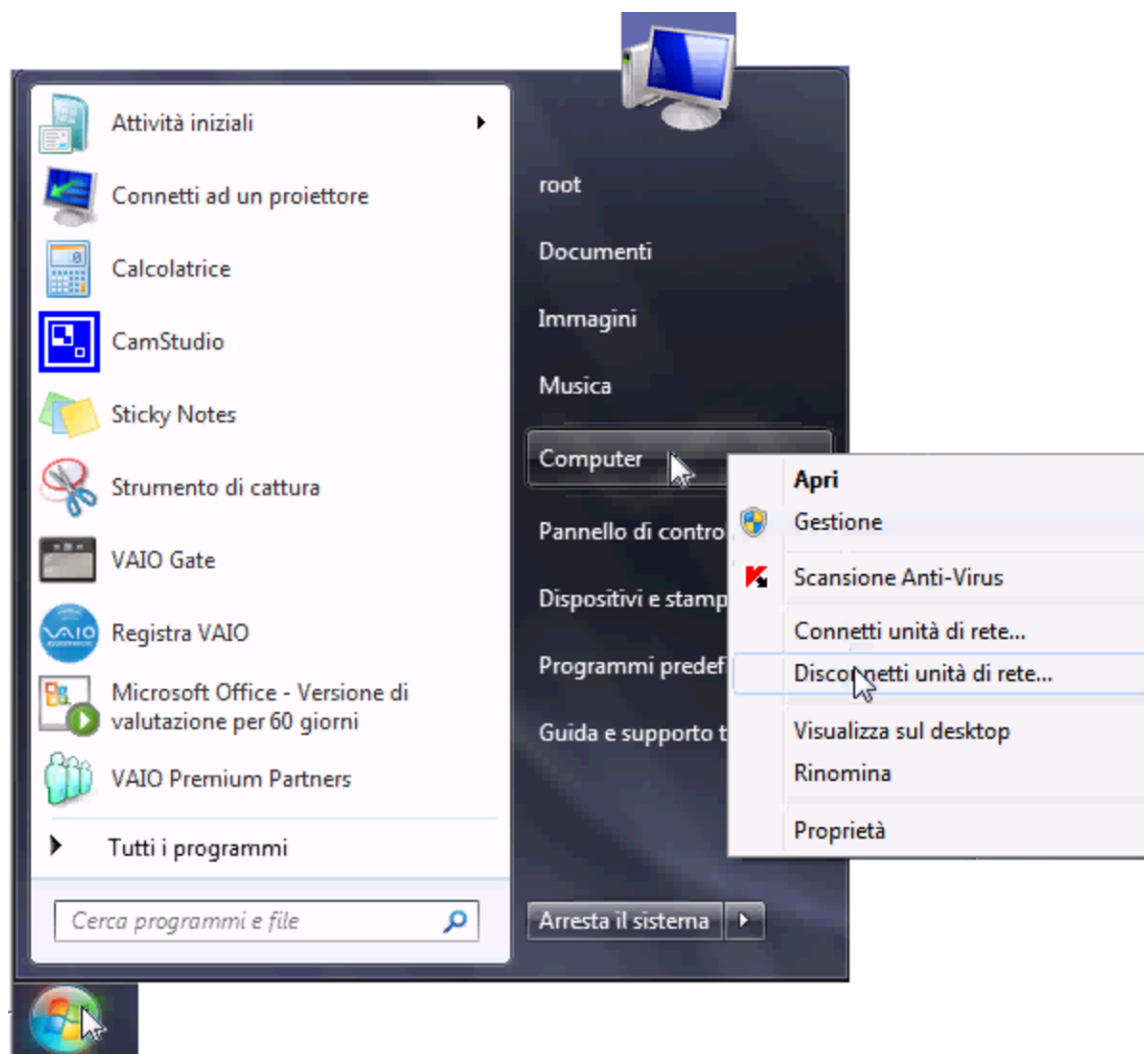 Attività iniziali
Connetti ad un proiettore
Calcolatrice
CamStudio
Sticky Notes
Strumento di cattura
VAIO Gate
VAIO
Registra VAIO
Microsoft Office - Versione di
valutazione per 60 giorni
VAIO Premium Partners
Tutti i programmi
Cerca programmi e file
root
Documenti
Immagini
Musica
Computer
Pannello di contro
Dispositivi e stamp
Programmi predef
Guida e supporto t
Arresta il sistema
Apri
Gestione
Scansione Anti-Virus
Connetti unità di rete...
Disconnetti unità di rete...
Visualizza sul desktop
Rinomina
Proprietà